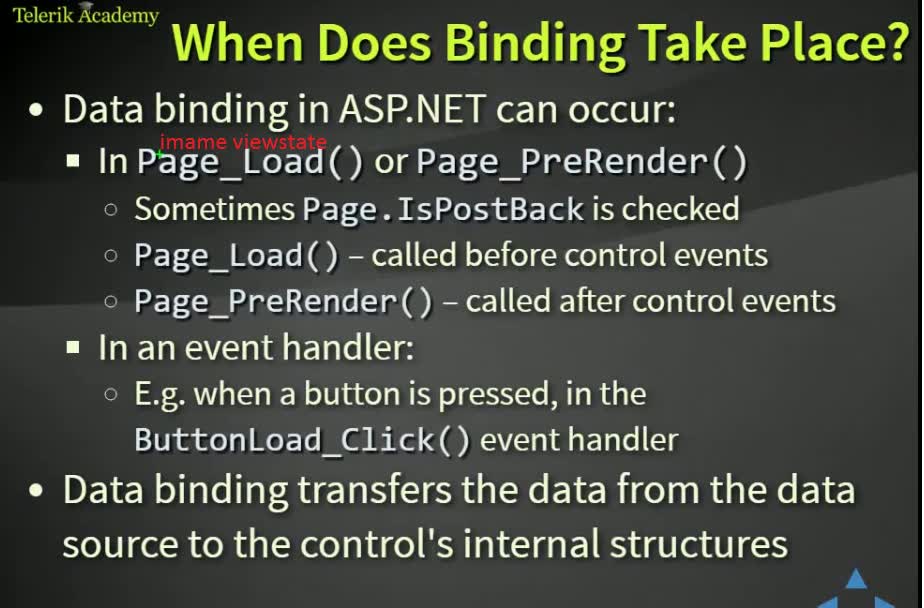 Telerik Academy
When Does Binding Take Place?
• Data binding in ASP.NET can occur:
imame viewstate
▪ In Page_Load() or Page_PreRender()
○ Sometimes Page.IsPostBack is checked
○ Page_Load() – called before control events
○ Page_PreRender() – called after control events
▪ In an event handler:
○ E.g. when a button is pressed, in the
ButtonLoad_Click() event handler
• Data binding transfers the data from the data
source to the control's internal structures